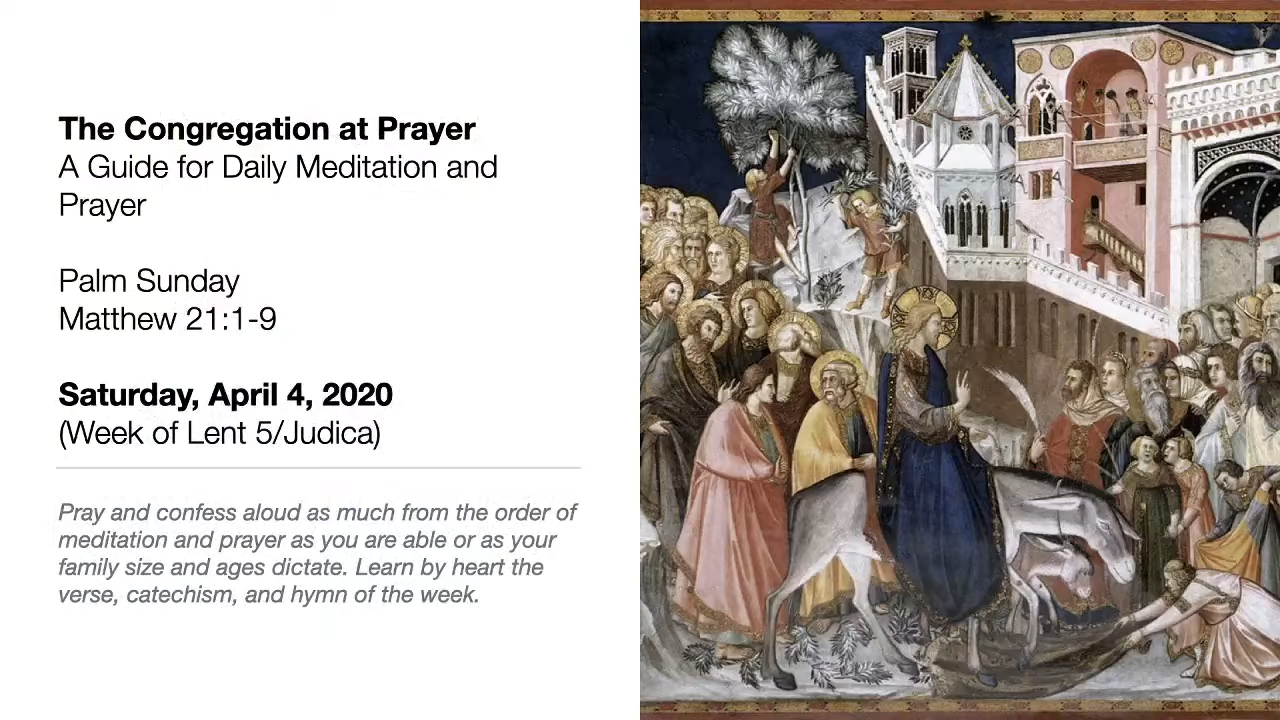 The Congregation at Prayer
A Guide for Daily Meditation and
Prayer
Palm Sunday
Matthew 21:1-9
Saturday, April 4, 2020
(Week of Lent 5/Judica)
Pray and confess aloud as much from the order of
meditation and prayer as you are able or as your
family size and ages dictate. Learn by heart the
verse, catechism, and hymn of the week.